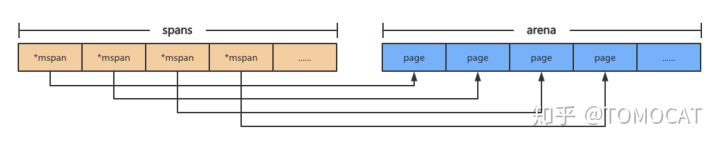 spans
arena
*mspan *mspan *mspan *mspan ......
page page page page ......
知乎 @TOMOCAT